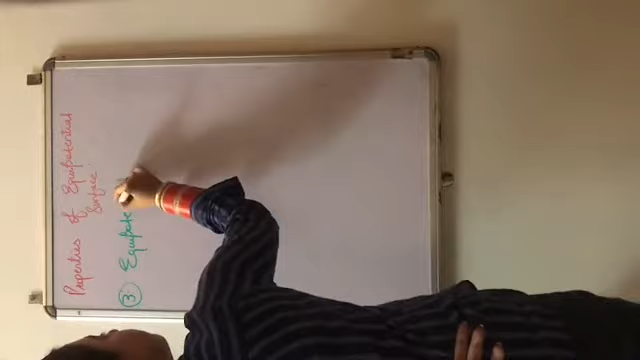 Properties of Equipotential
Surface:
③ Equipote